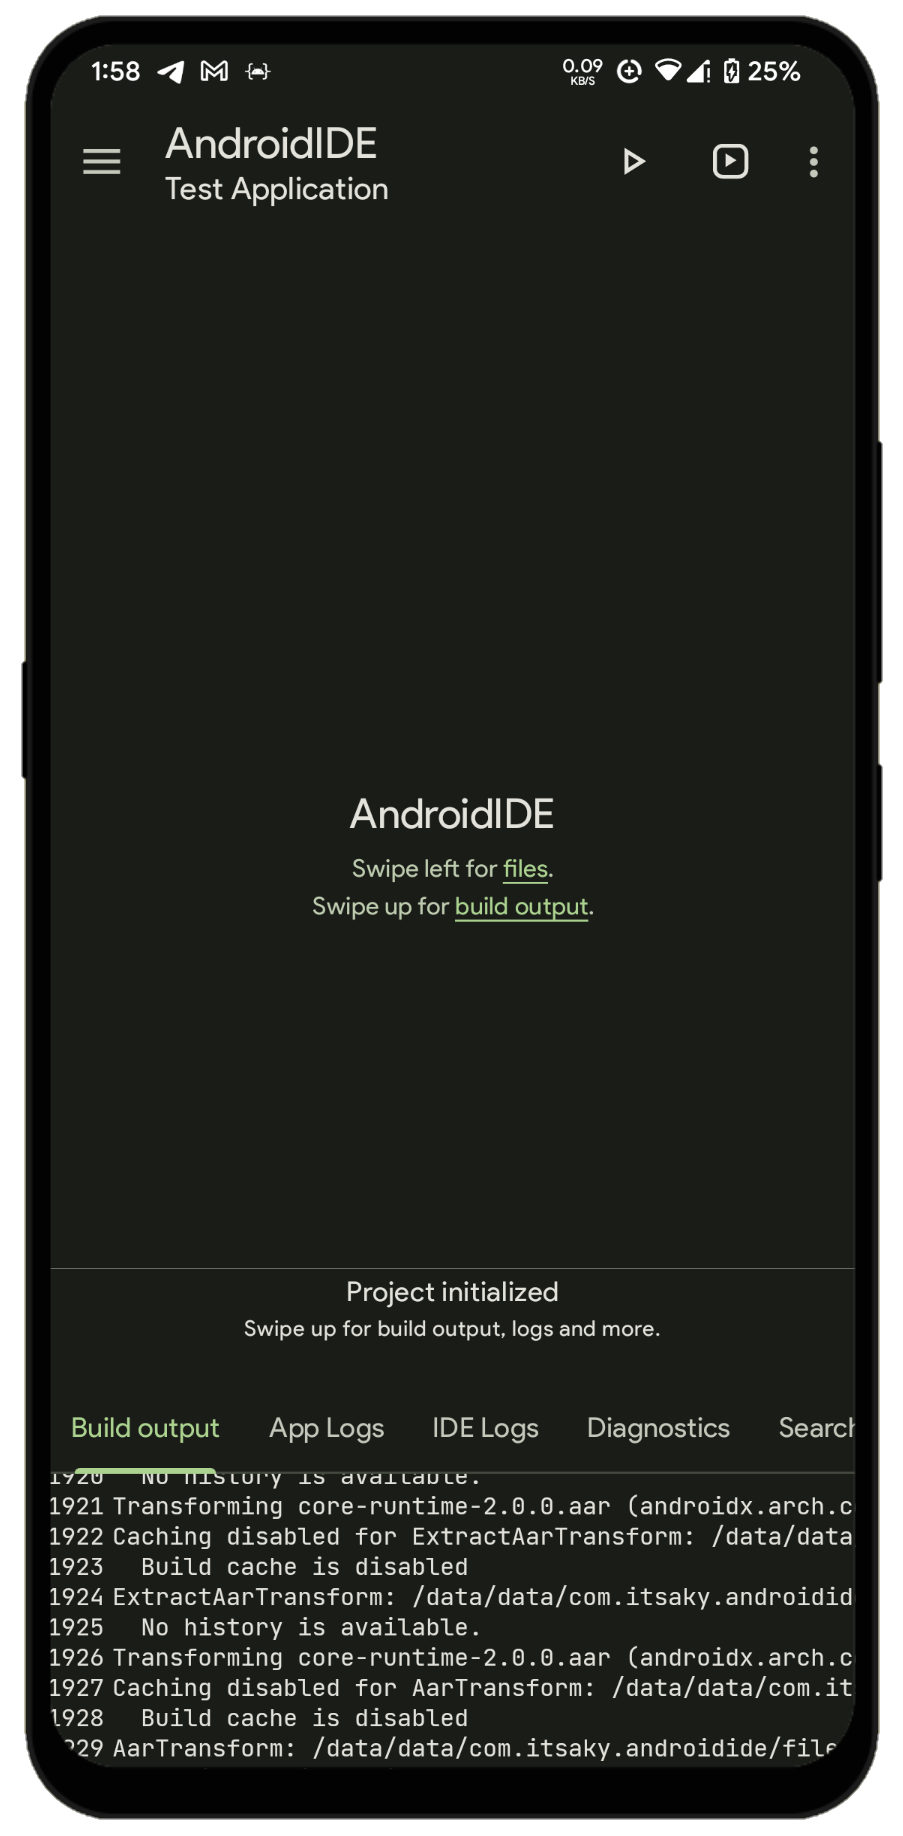 1:58 0.09 KB/S 25%
AndroidIDE
Test Application
AndroidIDE
Swipe left for files.
Swipe up for build output.
Project initialized
Swipe up for build output, logs and more.
Build output App Logs IDE Logs Diagnostics Search
1920 No history is available.
1921 Transforming core-runtime-2.0.0.aar (androidx.arch.c
1922 Caching disabled for ExtractAarTransform: /data/data
1923 Build cache is disabled
1924 ExtractAarTransform: /data/data/com.itsaky.androidid
1925 No history is available.
1926 Transforming core-runtime-2.0.0.aar (androidx.arch.c
1927 Caching disabled for AarTransform: /data/data/com.it
1928 Build cache is disabled
929 AarTransform: /data/data/com.itsaky.androidide/file